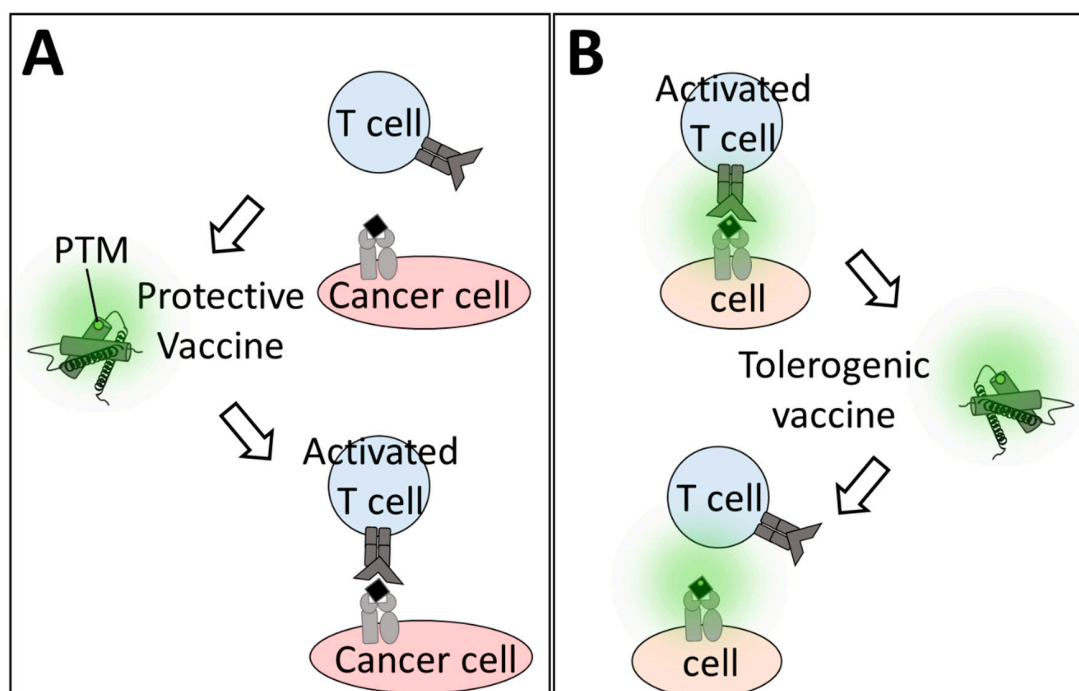 A
T cell
PTM
Protective
Vaccine
Cancer cell
Activated
T cell
Cancer cell
B
Activated
T cell
cell
Tolerogenic
vaccine
T cell
cell